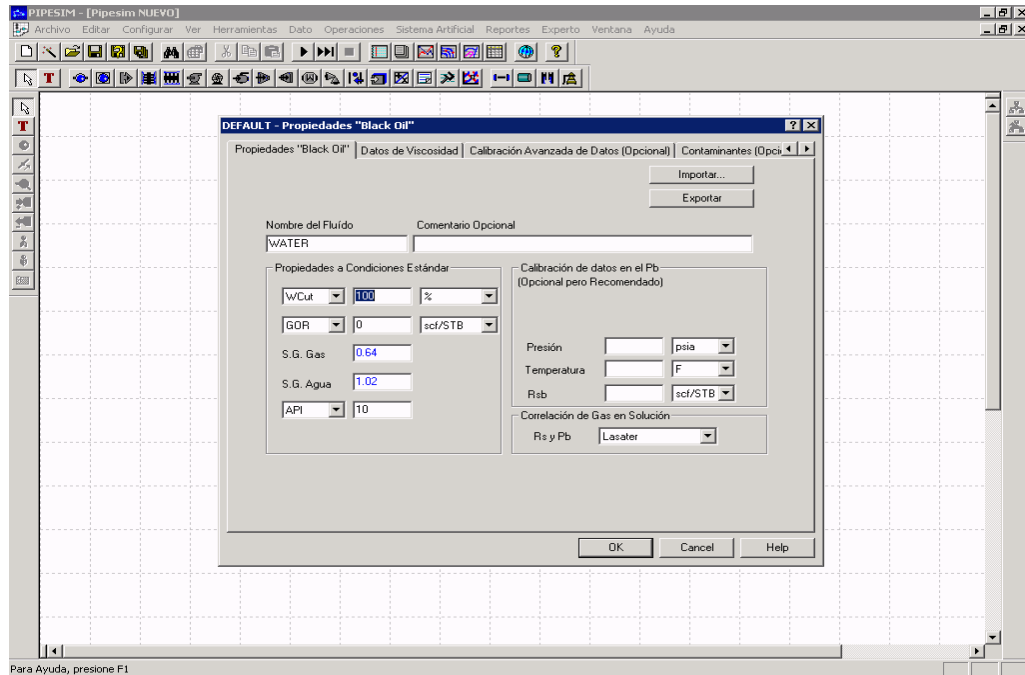 PIPESIM - [Pipesim NUEVO]
Archivo Editar Configurar Ver Herramientas Dato Operaciones Sistema Artificial Reportes Experto Ventana Ayuda
T
T
DEFAULT - Propiedades "Black Oil"
Propiedades "Black Oil" Datos de Viscosidad Calibración Avanzada de Datos (Opcional) Contaminantes (Opci
Importar...
Exportar
Nombre del Fluído Comentario Opcional
WATER
Propiedades a Condiciones Estándar
WCut 100 %
GOR 0 scf/STB
S.G. Gas 0.64
S.G. Agua 1.02
API 10
Calibración de datos en el Pb
(Opcional pero Recomendado)
Presión psia
Temperatura F
Rsb scf/STB
Correlación de Gas en Solución
Rs y Pb Lasater
OK Cancel Help
Para Ayuda, presione F1